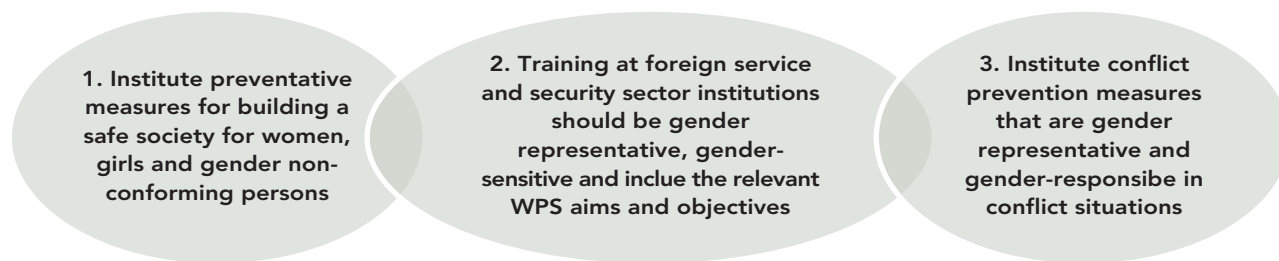 1. Institute preventative
measures for building a
safe society for women,
girls and gender non-
conforming persons
2. Training at foreign service
and security sector institutions
should be gender
representative, gender-
sensitive and inclue the relevant
WPS aims and objectives
3. Institute conflict
prevention measures
that are gender
representative and
gender-responsibe in
conflict situations